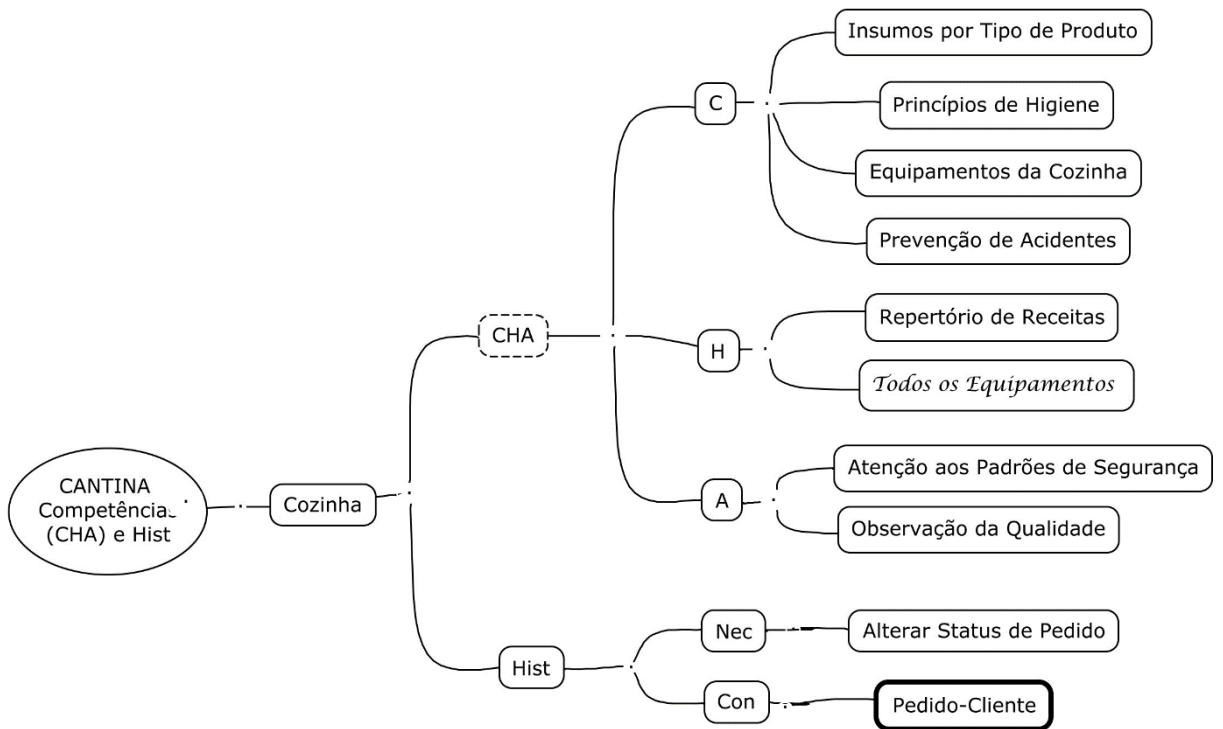 Insumos por Tipo de Produto
C
Princípios de Higiene
Equipamentos da Cozinha
Prevenção de Acidentes
CHA
Repertório de Receitas
H
Todos os Equipamentos
CANTINA
Competências
(CHA) e Hist
Cozinha
Atenção aos Padrões de Segurança
A
Observação da Qualidade
Hist
Nec
Alterar Status de Pedido
Con
Pedido-Cliente